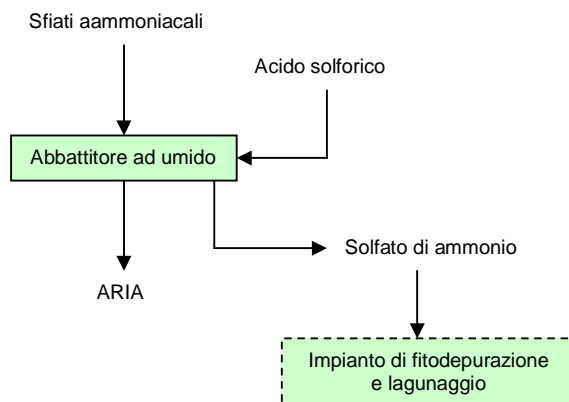 Sfiati aammoniacali
Acido solforico
Abbattitore ad umido
Solfato di ammonio
ARIA
Impianto di fitodepurazione
e lagunaggio